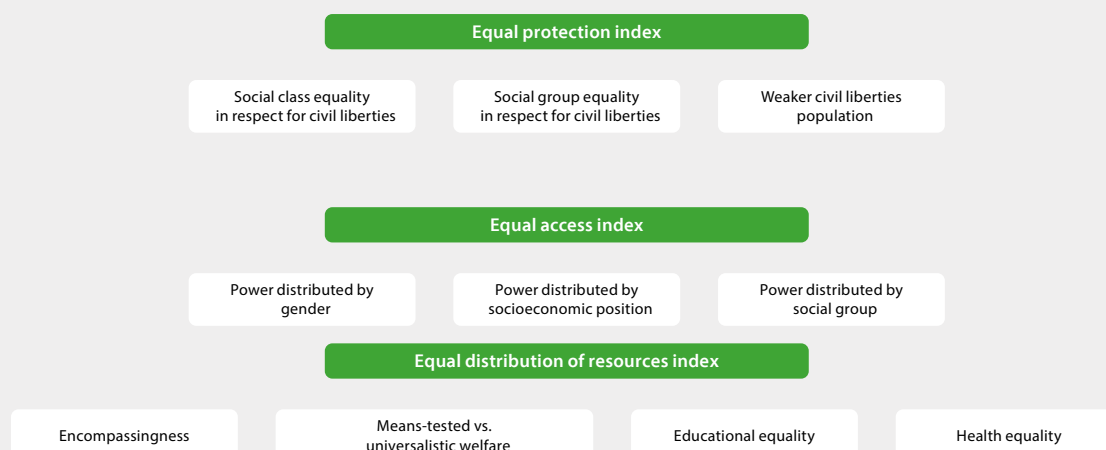 Equal protection index
Social class equality
in respect for civil liberties
Social group equality
in respect for civil liberties
Weaker civil liberties
population
Equal access index
Power distributed by
gender
Power distributed by
socioeconomic position
Power distributed by
social group
Equal distribution of resources index
Encompassingness
Means-tested vs.
universalistic welfare
Educational equality
Health equality